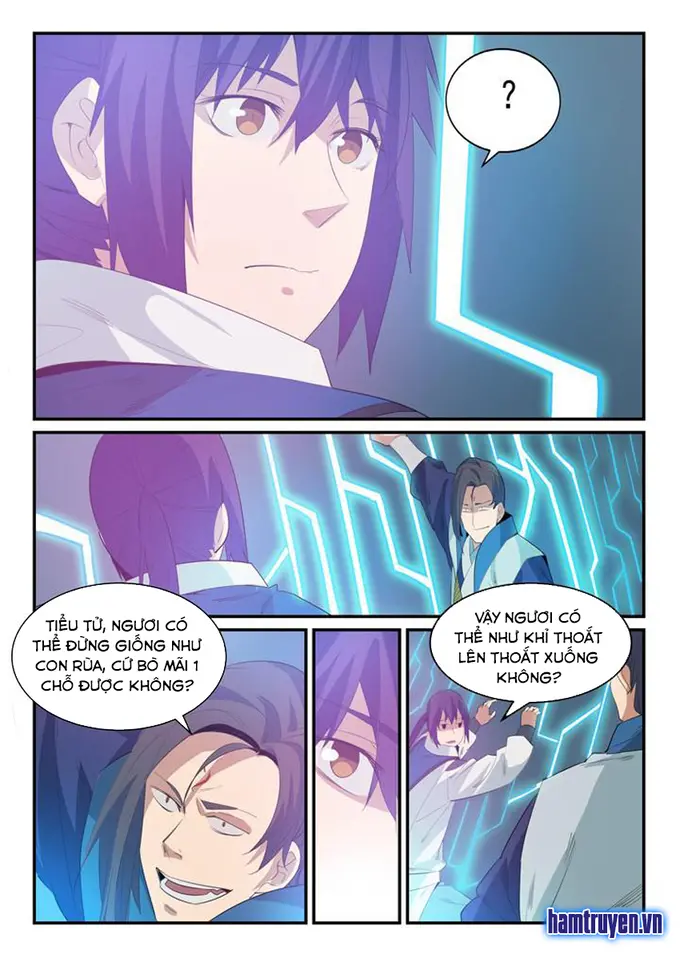 ?
TIỂU TỬ, NGƯƠI CÓ
THỂ ĐỪNG GIỐNG NHƯ
CON RÙA, CỨ BÒ MÃI 1
CHỖ ĐƯỢC KHÔNG?
VẬY NGƯƠI CÓ
THỂ NHƯ KHỈ THOẮT
LÊN THOẮT XUỐNG
KHÔNG?
hamtruyen.vn